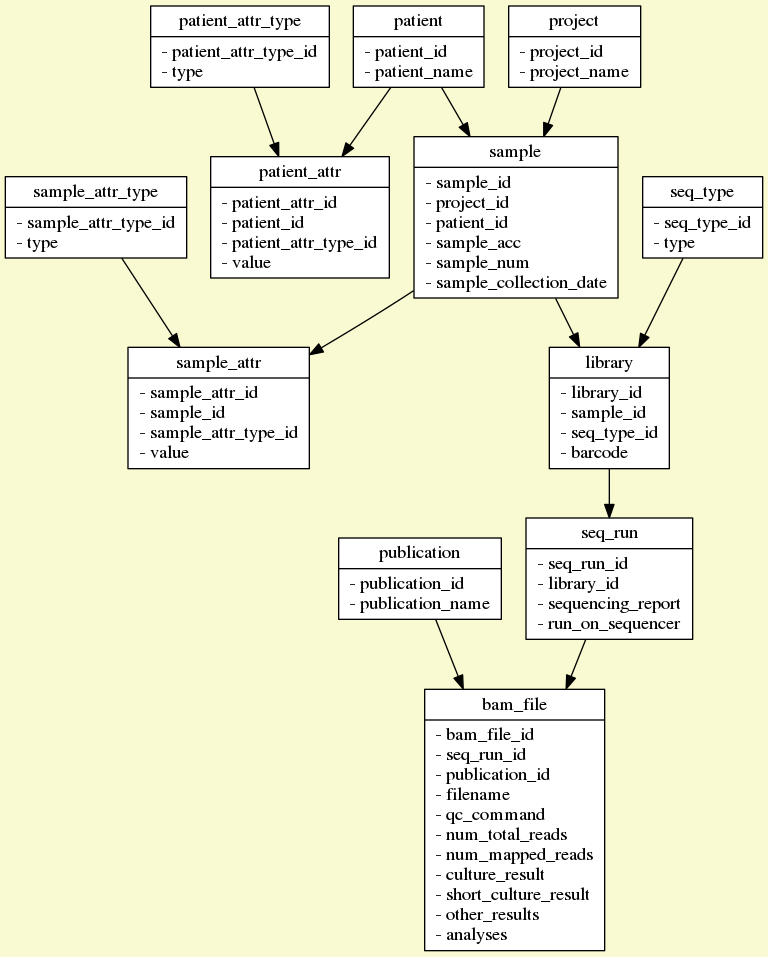 patient_attr_type
- patient_attr_type_id
- type
patient
- patient_id
- patient_name
project
- project_id
- project_name
sample
- sample_id
- project_id
- patient_id
- sample_acc
- sample_num
- sample_collection_date
patient_attr
- patient_attr_id
- patient_id
- patient_attr_type_id
- value
sample_attr_type
- sample_attr_type_id
- type
seq_type
- seq_type_id
- type
sample_attr
- sample_attr_id
- sample_id
- sample_attr_type_id
- value
library
- library_id
- sample_id
- seq_type_id
- barcode
seq_run
- seq_run_id
- library_id
- sequencing_report
- run_on_sequencer
publication
- publication_id
- publication_name
bam_file
- bam_file_id
- seq_run_id
- publication_id
- filename
- qc_command
- num_total_reads
- num_mapped_reads
- culture_result
- short_culture_result
- other_results
- analyses